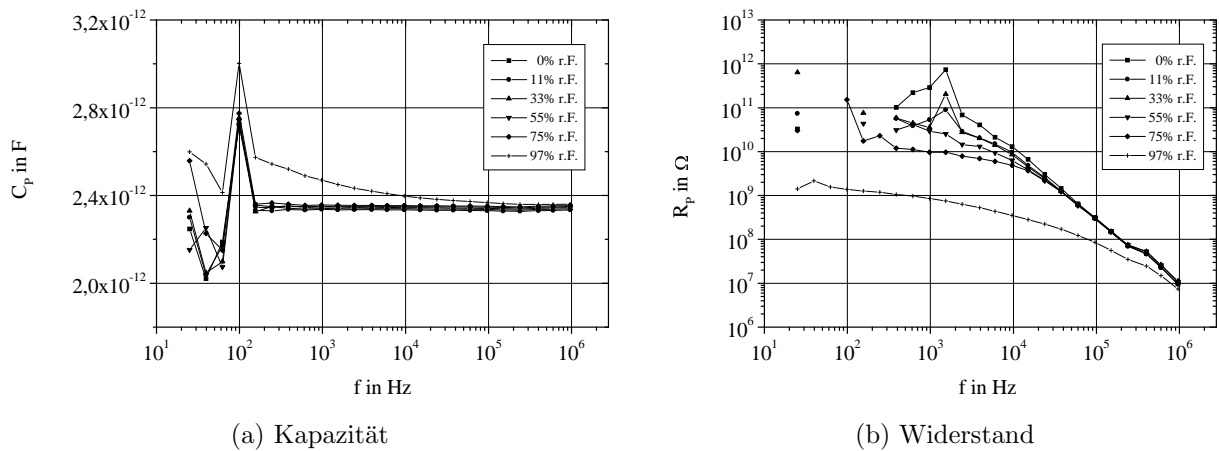 3,2x10⁻¹²
2,8x10⁻¹²
2,4x10⁻¹²
2,0x10⁻¹²
C_P in F
0% r.F.
11% r.F.
33% r.F.
55% r.F.
75% r.F.
97% r.F.
10¹ 10² 10³ 10⁴ 10⁵ 10⁶
f in Hz
(a) Kapazität
10¹³
10¹²
10¹¹
10¹⁰
10⁹
10⁸
10⁷
10⁶
R_P in Ω
0% r.F.
11% r.F.
33% r.F.
55% r.F.
75% r.F.
97% r.F.
10¹ 10² 10³ 10⁴ 10⁵ 10⁶
f in Hz
(b) Widerstand